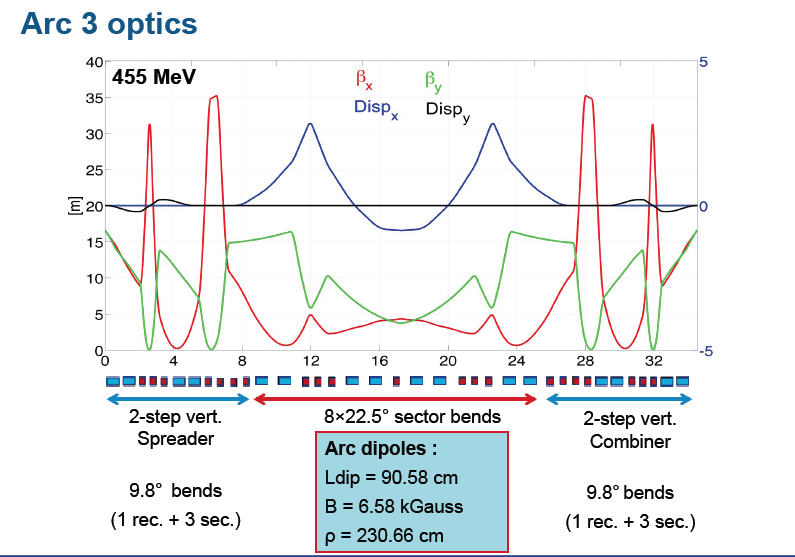 Arc 3 optics
455 MeV
βx
βy
Dispx
Dispy
[m]
40
35
30
25
20
15
10
5
0
5
0
-5
0 4 8 12 16 20 24 28 32
2-step vert.
Spreader
8×22.5° sector bends
2-step vert.
Combiner
9.8° bends
(1 rec. + 3 sec.)
Arc dipoles :
Ldip = 90.58 cm
B = 6.58 kGauss
ρ = 230.66 cm
9.8° bends
(1 rec. + 3 sec.)